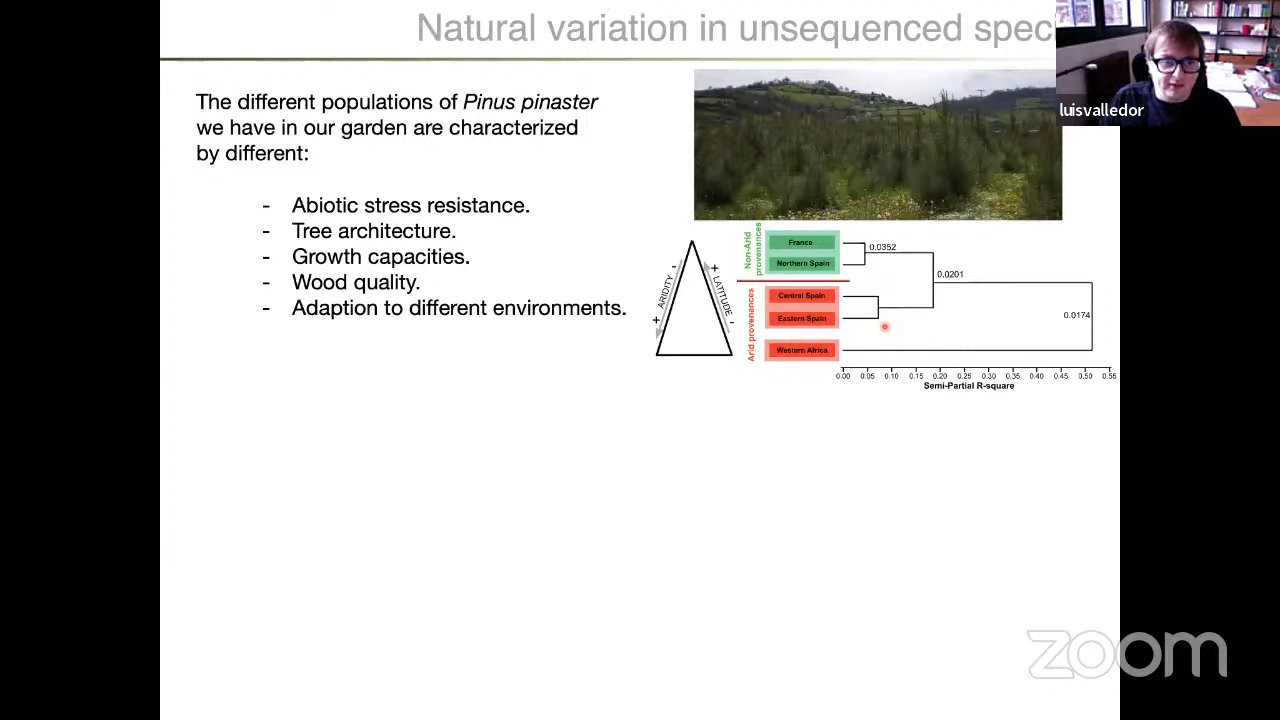 Natural variation in unsequenced speci
luisvalledor
The different populations of Pinus pinaster
we have in our garden are characterized
by different:
- Abiotic stress resistance.
- Tree architecture.
- Growth capacities.
- Wood quality.
- Adaption to different environments.
- ARIDITY +
+ LATITUDE -
Non-Arid
provenances
Arid provenances
France
Northern Spain
Central Spain
Eastern Spain
Western Africa
0.0352
0.0201
0.0174
0.00 0.05 0.10 0.15 0.20 0.25 0.30 0.35 0.40 0.45 0.50 0.55
Semi-Partial R-square
zoom